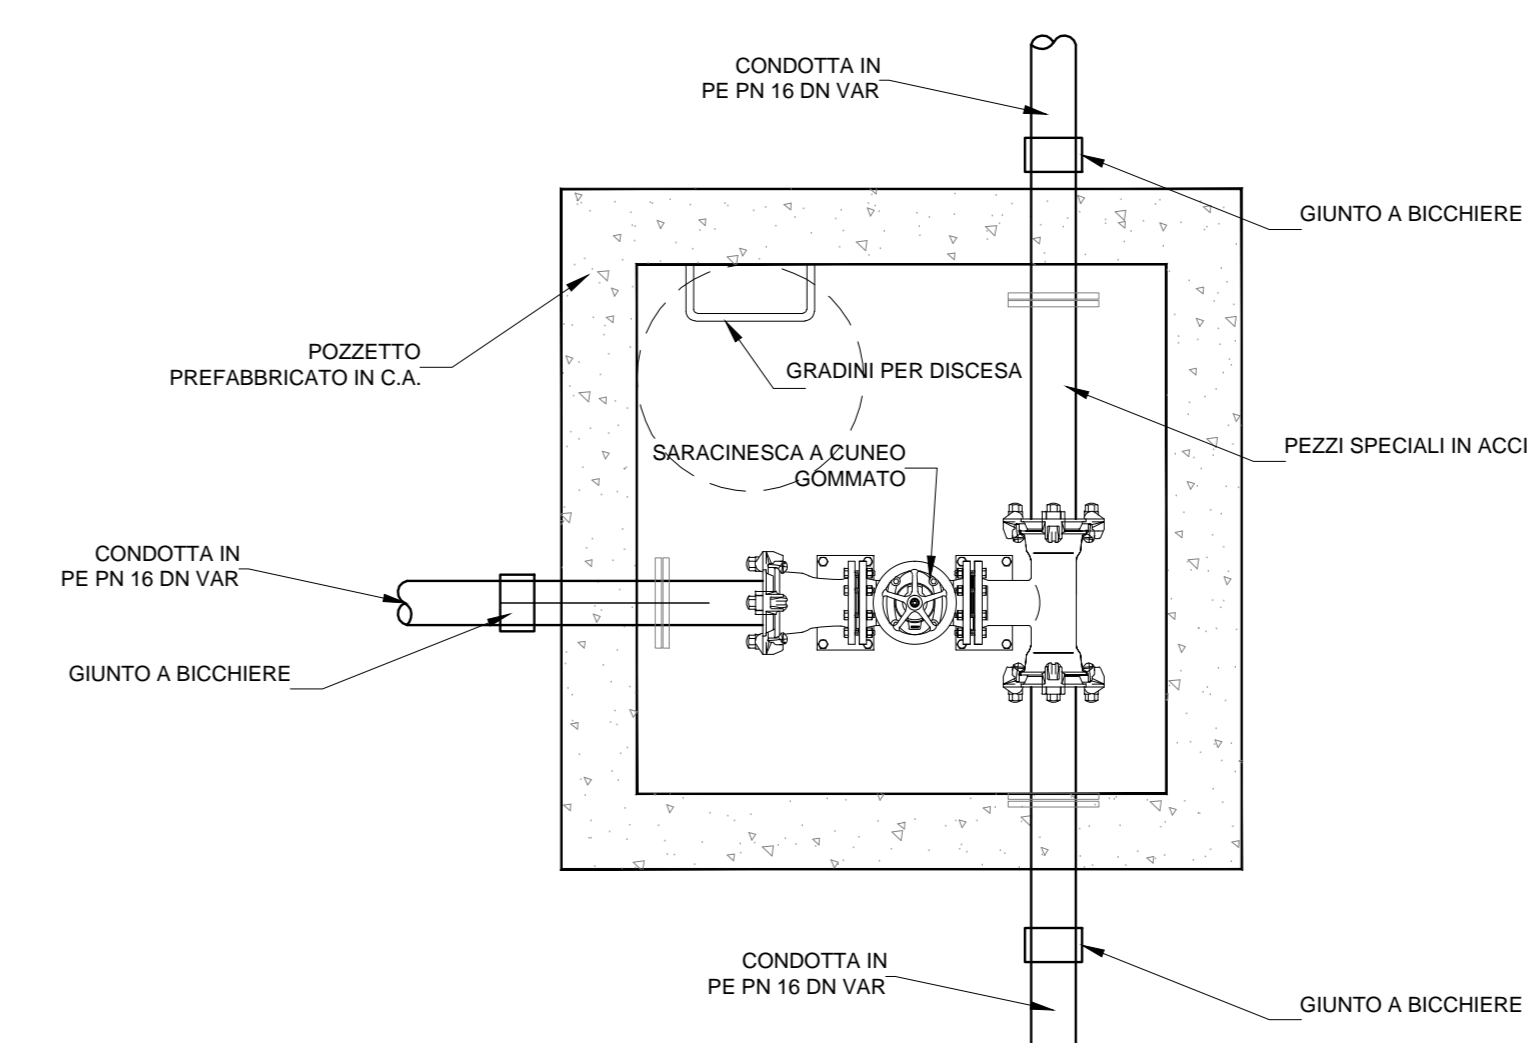 CONDOTTA IN
PE PN 16 DN VAR
GIUNTO A BICCHIERE
POZZETTO
PREFABBRICATO IN C.A.
GRADINI PER DISCESA
SARACINESCA A CUNEO
GOMMATO
PEZZI SPECIALI IN ACCI
CONDOTTA IN
PE PN 16 DN VAR
GIUNTO A BICCHIERE
CONDOTTA IN
PE PN 16 DN VAR
GIUNTO A BICCHIERE